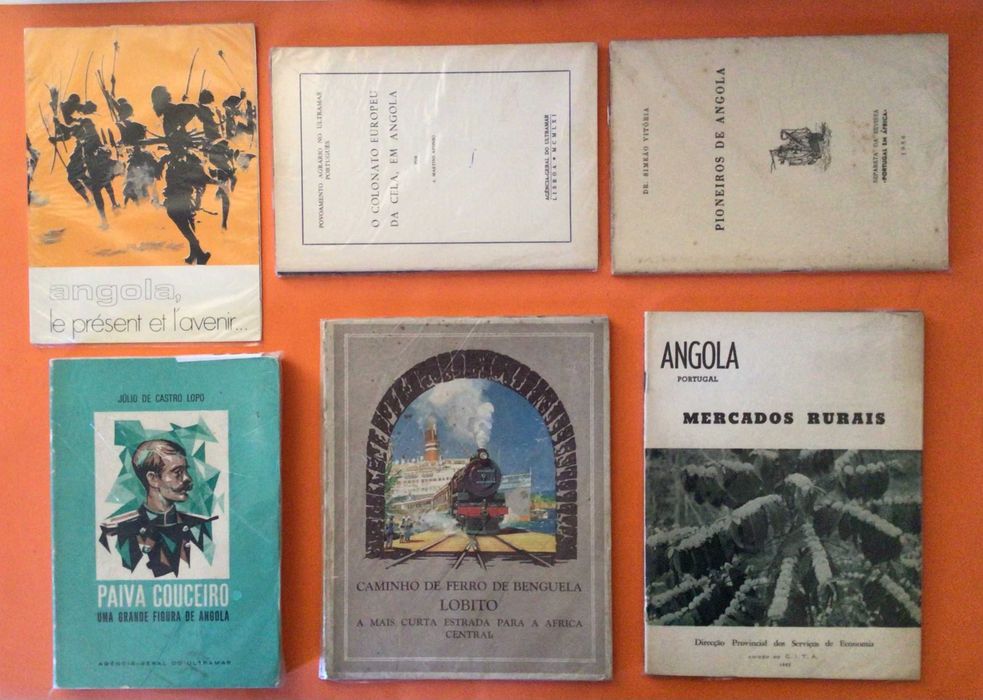 angola,
le présent et l'avenir...
POVOAMENTO AGRÁRIO NO ULTRAMAR
PORTUGUÊS
O COLONATO EUROPEU
DA CELA, EM ANGOLA
POR
AGÊNCIA-GERAL DO ULTRAMAR
LISBOA • MCMLXI
DR. SIMEÃO VITÓRIA
PIONEIROS DE ANGOLA
SEPARATA DA REVISTA
«PORTUGAL EM ÁFRICA»
JÚLIO DE CASTRO LOPO
PAIVA COUCEIRO
UMA GRANDE FIGURA DE ANGOLA
AGÊNCIA-GERAL DO ULTRAMAR
CAMINHO DE FERRO DE BENGUELA
LOBITO
A MAIS CURTA ESTRADA PARA A AFRICA
CENTRAL
ANGOLA
PORTUGAL
MERCADOS RURAIS
Direcção Provincial dos Serviços de Economia
C. I. T. A.